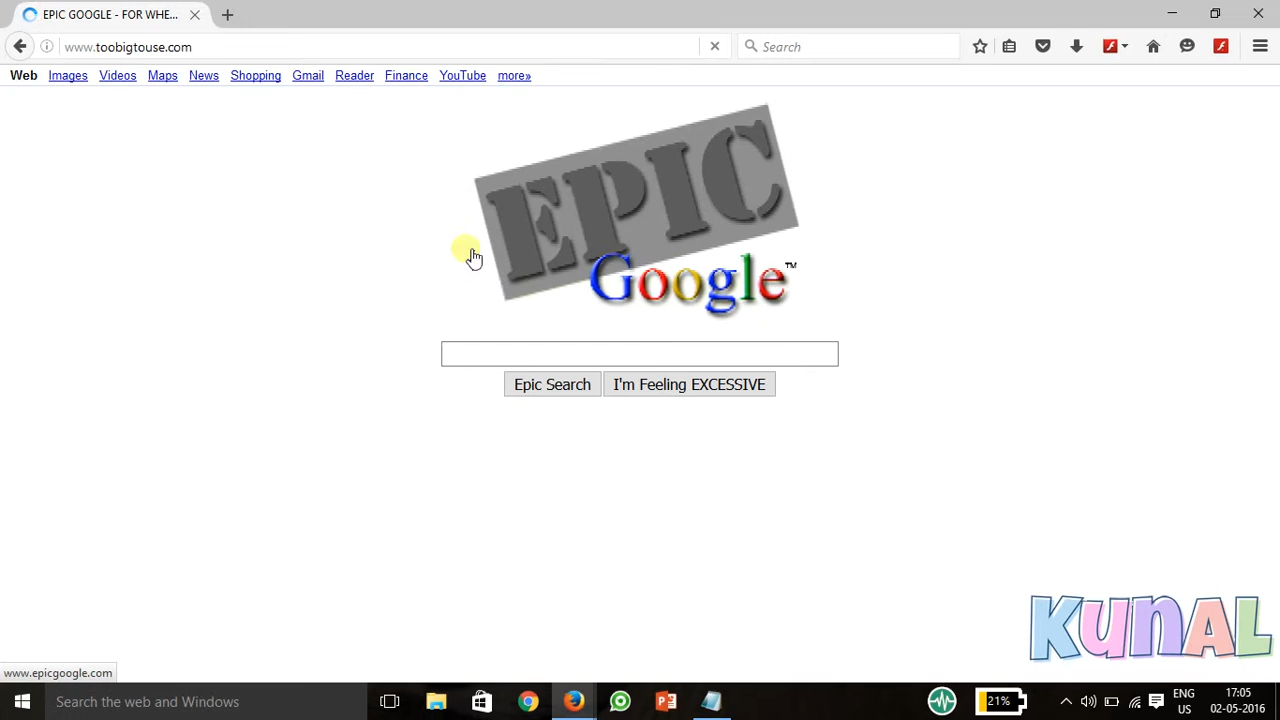 EPIC GOOGLE - FOR WHE...
www.toobigtouse.com
Search
Web Images Videos Maps News Shopping Gmail Reader Finance YouTube more»
EPIC
Google™
Epic Search I'm Feeling EXCESSIVE
KUNAL
www.epicgoogle.com
Search the web and Windows
21%
ENG 17:05
US 02-05-2016